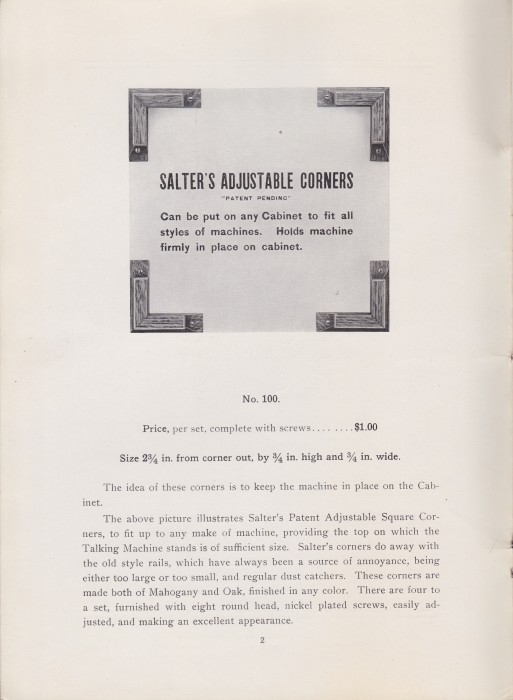 SALTER'S ADJUSTABLE CORNERS
"PATENT PENDING"
Can be put on any Cabinet to fit all
styles of machines. Holds machine
firmly in place on cabinet.
No. 100.
Price, per set, complete with screws.... ....$1.00
Size 2¾ in. from corner out, by ¾ in. high and ¾ in. wide.
The idea of these corners is to keep the machine in place on the Cab-
inet.
The above picture illustrates Salter's Patent Adjustable Square Cor-
ners, to fit up to any make of machine, providing the top on which the
Talking Machine stands is of sufficient size. Salter's corners do away with
the old style rails, which have always been a source of annoyance, being
either too large or too small, and regular dust catchers. These corners are
made both of Mahogany and Oak, finished in any color. There are four to
a set, furnished with eight round head, nickel plated screws, easily ad-
justed, and making an excellent appearance.
2